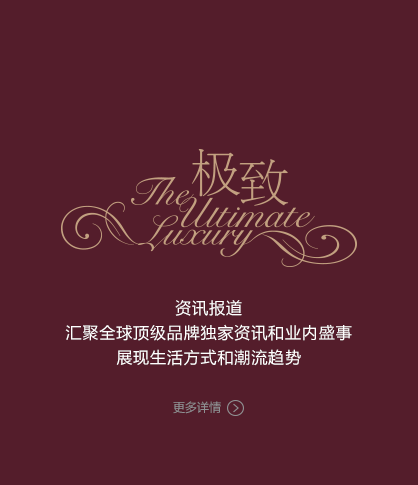 极致
The Ultimate
Luxury
资讯报道
汇聚全球顶级品牌独家资讯和业内盛事
展现生活方式和潮流趋势
更多详情